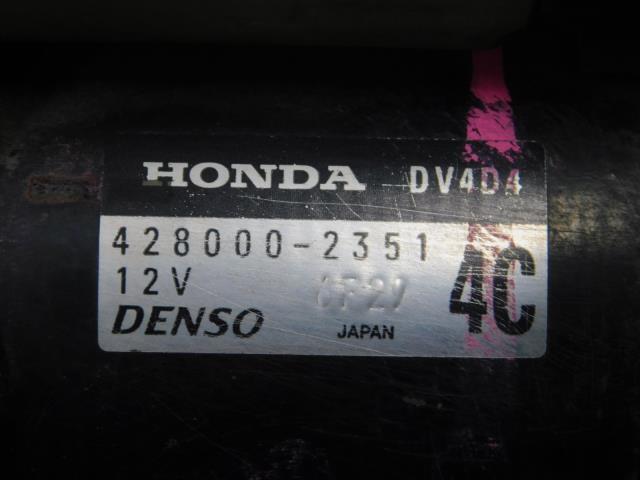 HONDA DV4D4
428000-2351
12V
DENSO JAPAN 4C